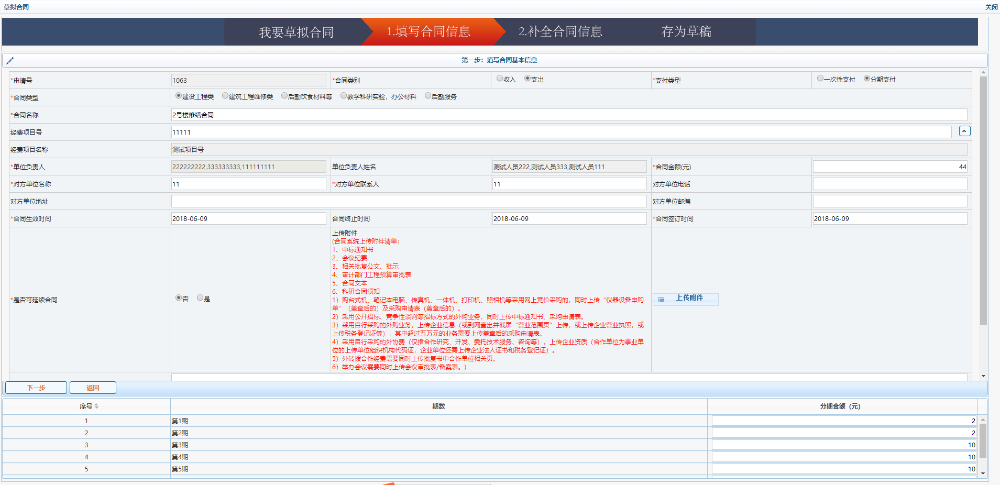 草拟合同 关闭
我要草拟合同 1.填写合同信息 2.补全合同信息 存为草稿
第一步：填写合同基本信息
*申请号 1063 *合同类别 收入 支出 *支付类型 一次性支付 分期支付
*合同类型 建设工程类 建筑工程维修类 后勤饮食材料等 教学科研实验，办公材料 后勤服务
*合同名称 2号楼修缮合同
经费项目号 11111
经费项目名称 测试项目号
*单位负责人 222222222,333333333,111111111 单位负责人姓名 测试人员222,测试人员333,测试人员111 *合同金额(元) 44
*对方单位名称 11 *对方单位联系人 11 对方单位电话
对方单位地址 对方单位邮编
*合同生效时间 2018-06-09 合同终止时间 2018-06-09 *合同签订时间 2018-06-09
*是否可延续合同 否 是
上传附件
(合同系统上传附件清单：
1、中标通知书
2、会议纪要
3、相关批复公文、批示
4、审计部门工程预算审批表
5、合同文本
6、科研合同须知
1）购台式机、笔记本电脑、传真机、一体机、打印机、照相机等采用网上竞价采购的，同时上传“仪器设备申购
单”（盖章后的）及采购申请表（盖章后的）。
2）采用公开招标、竞争性谈判等招标方式的外购业务，同时上传中标通知书、采购申请表。
3）采用自行采购的外购业务，上传企业信息（或到网查出并截屏“营业范围页”上传，或上传企业营业执照，或
上传税务登记证等），其中超过五万元的业务需要上传盖章后的采购申请表。
4）采用自行采购的外协费（仅指合作研究、开发、委托技术服务、咨询等），上传企业资质（合作单位为事业单
位的上传单位组织机构代码证，企业单位还需上传企业法人证书和税务登记证）。
5）外转拨合作经费需要同时上传批复书中合作单位相关页。
6）举办会议需要同时上传会议审批表/备案表。)
上传附件
下一步 返回
序号 期数 分期金额（元）
1 第1期 2
2 第2期 2
3 第3期 10
4 第4期 10
5 第5期 10